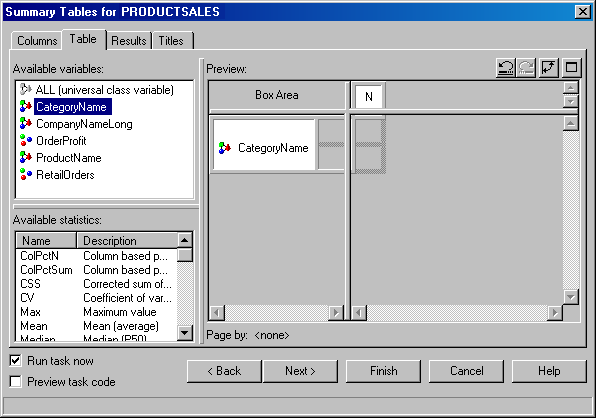 Summary Tables for PRODUCTSALES
Columns Table Results Titles
Available variables:
ALL (universal class variable)
CategoryName
CompanyNameLong
OrderProfit
ProductName
RetailOrders
Available statistics:
Name Description
ColPctN Column based p...
ColPctSum Column based p...
CSS Corrected sum of...
CV Coefficient of var...
Max Maximum value
Mean Mean (average)
Median Median (P50)
Preview:
Box Area N
CategoryName
Page by: <none>
Run task now
Preview task code
< Back Next > Finish Cancel Help